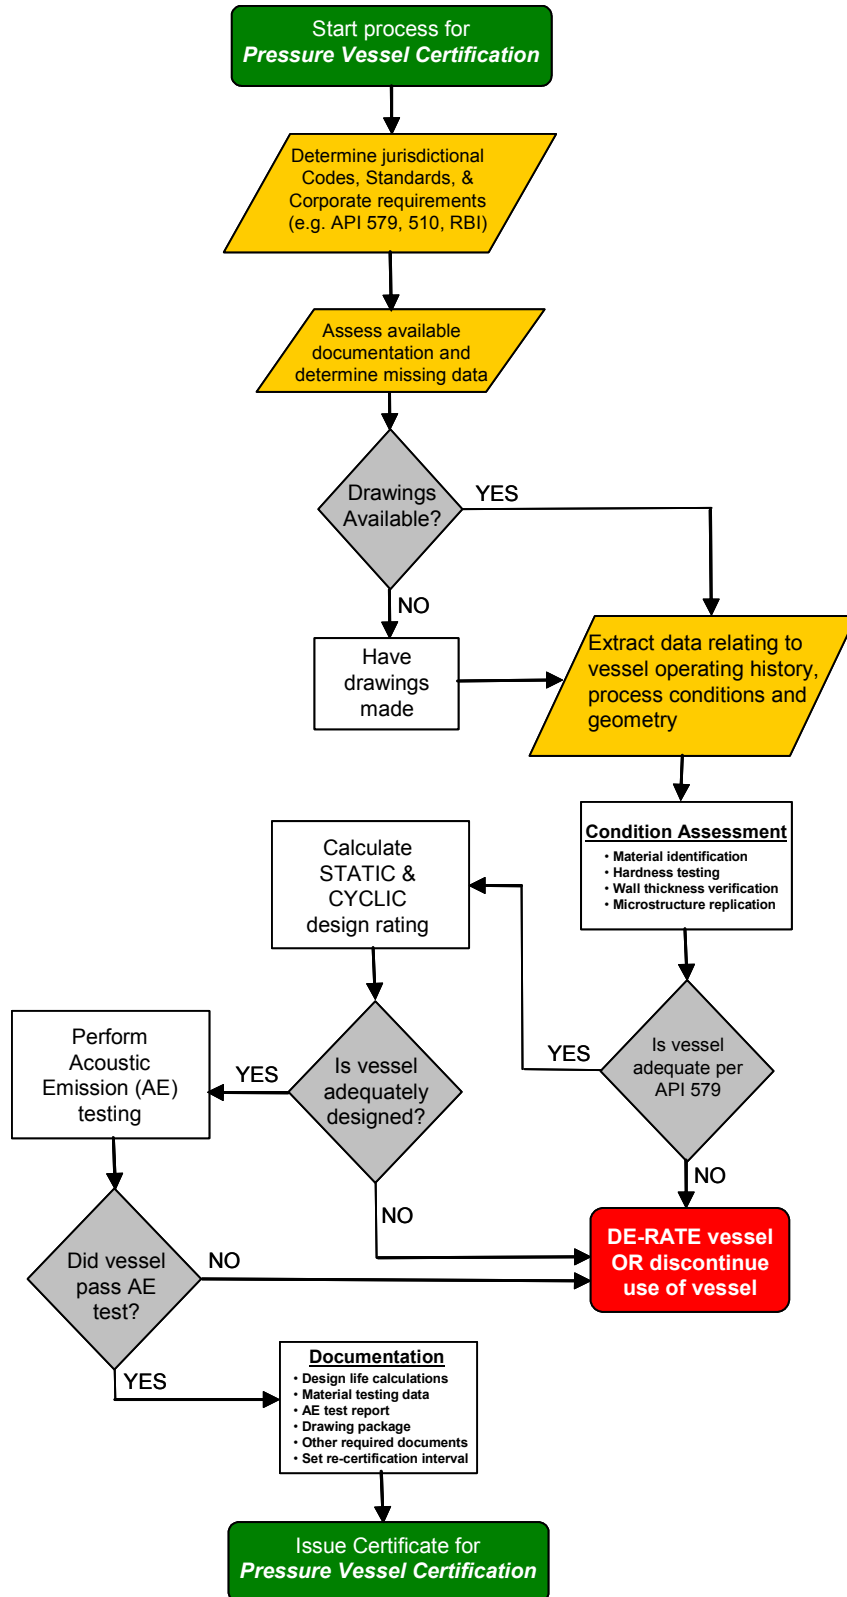 Start process for
Pressure Vessel Certification
Determine jurisdictional
Codes, Standards, &
Corporate requirements
(e.g. API 579, 510, RBI)
Assess available
documentation and
determine missing data
Drawings
Available?
YES
NO
Have
drawings
made
Extract data relating to
vessel operating history,
process conditions and
geometry
Condition Assessment
• Material identification
• Hardness testing
• Wall thickness verification
• Microstructure replication
Calculate
STATIC &
CYCLIC
design rating
Is vessel
adequate per
API 579
YES
NO
Is vessel
adequately
designed?
YES
NO
Perform
Acoustic
Emission (AE)
testing
DE-RATE vessel
OR discontinue
use of vessel
Did vessel
pass AE
test?
NO
YES
Documentation
• Design life calculations
• Material testing data
• AE test report
• Drawing package
• Other required documents
• Set re-certification interval
Issue Certificate for
Pressure Vessel Certification